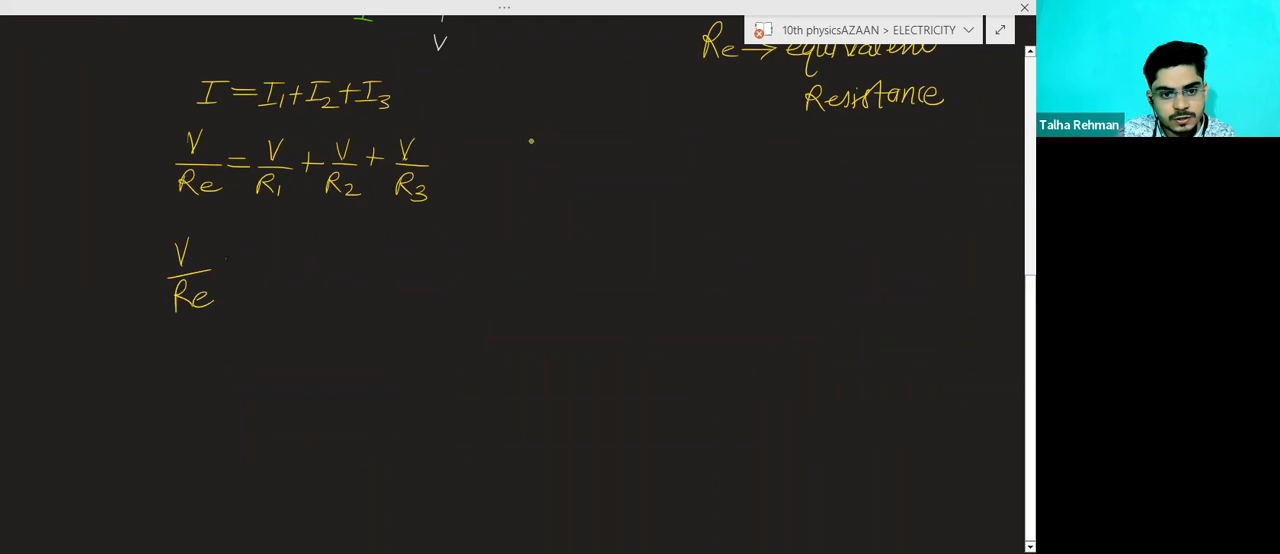 10th physicsAZAAN > ELECTRICITY
I
V
Re → equivalent
Resistance
I = I₁ + I₂ + I₃
V/Re = V/R₁ + V/R₂ + V/R₃
V/Re
Talha Rehman